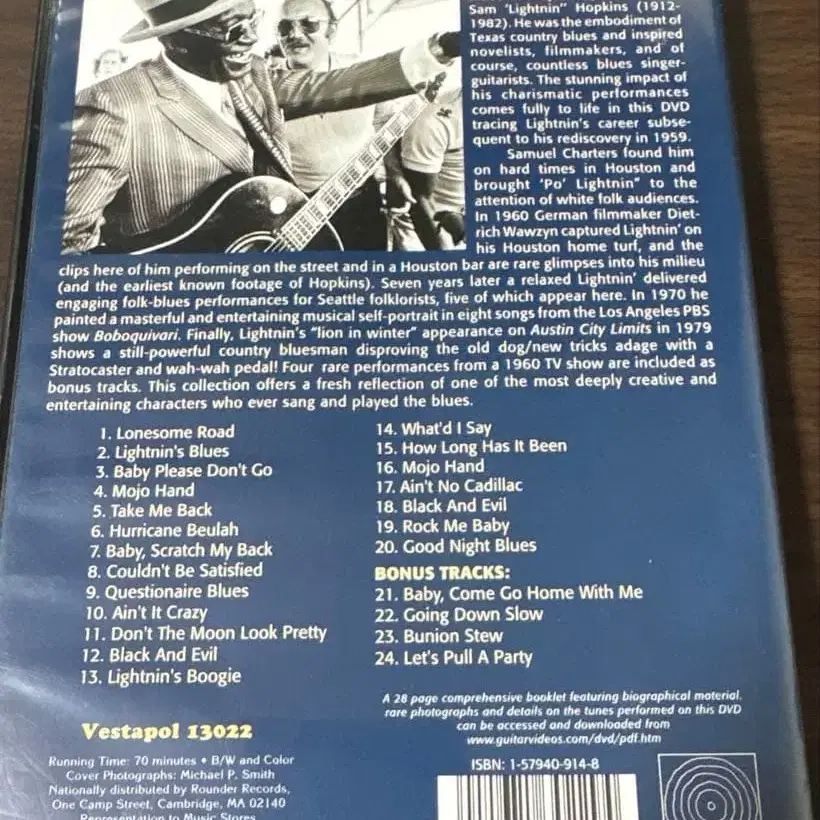 Sam 'Lightnin'' Hopkins (1912-
1982). He was the embodiment of
Texas country blues and inspired
novelists, filmmakers, and of
course, countless blues singer-
guitarists. The stunning impact of
his charismatic performances
comes fully to life in this DVD
tracing Lightnin's career subse-
quent to his rediscovery in 1959.
Samuel Charters found him
on hard times in Houston and
brought 'Po' Lightnin'' to the
attention of white folk audiences.
In 1960 German filmmaker Diet-
rich Wawzyn captured Lightnin' on
his Houston home turf, and the
clips here of him performing on the street and in a Houston bar are rare glimpses into his milieu
(and the earliest known footage of Hopkins). Seven years later a relaxed Lightnin' delivered
engaging folk-blues performances for Seattle folklorists, five of which appear here. In 1970 he
painted a masterful and entertaining musical self-portrait in eight songs from the Los Angeles PBS
show Boboquivari. Finally, Lightnin's "lion in winter" appearance on Austin City Limits in 1979
shows a still-powerful country bluesman disproving the old dog/new tricks adage with a
Stratocaster and wah-wah pedal! Four rare performances from a 1960 TV show are included as
bonus tracks. This collection offers a fresh reflection of one of the most deeply creative and
entertaining characters who ever sang and played the blues.
1. Lonesome Road
2. Lightnin's Blues
3. Baby Please Don't Go
4. Mojo Hand
5. Take Me Back
6. Hurricane Beulah
7. Baby, Scratch My Back
8. Couldn't Be Satisfied
9. Questionaire Blues
10. Ain't It Crazy
11. Don't The Moon Look Pretty
12. Black And Evil
13. Lightnin's Boogie
14. What'd I Say
15. How Long Has It Been
16. Mojo Hand
17. Ain't No Cadillac
18. Black And Evil
19. Rock Me Baby
20. Good Night Blues
BONUS TRACKS:
21. Baby, Come Go Home With Me
22. Going Down Slow
23. Bunion Stew
24. Let's Pull A Party
A 28 page comprehensive booklet featuring biographical material,
rare photographs and details on the tunes performed on this DVD
can be accessed and downloaded from
www.guitarvideos.com/dvd/pdf.htm
Vestapol 13022
Running Time: 70 minutes • B/W and Color
Cover Photographs: Michael P. Smith
Nationally distributed by Rounder Records,
One Camp Street, Cambridge, MA 02140
Representation to Music Stores
ISBN: 1-57940-914-8